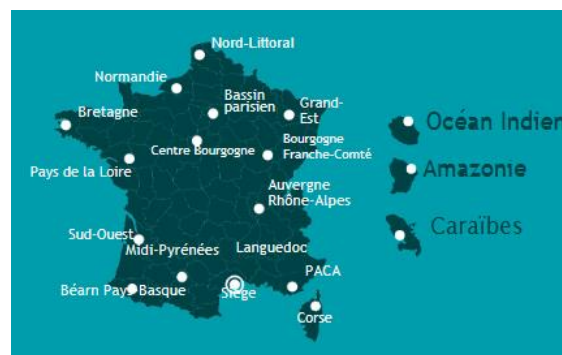 Nord-Littoral
Normandie
Bassin
parisien
Grand-
Est
Bretagne
Océan Indien
Centre Bourgogne
Bourgogne
Franche-Comté
Pays de la Loire
Amazonie
Auvergne
Rhône-Alpes
Caraïbes
Sud-Ouest
Midi-Pyrénées
Languedoc
PACA
Béarn Pays Basque
Siège
Corse